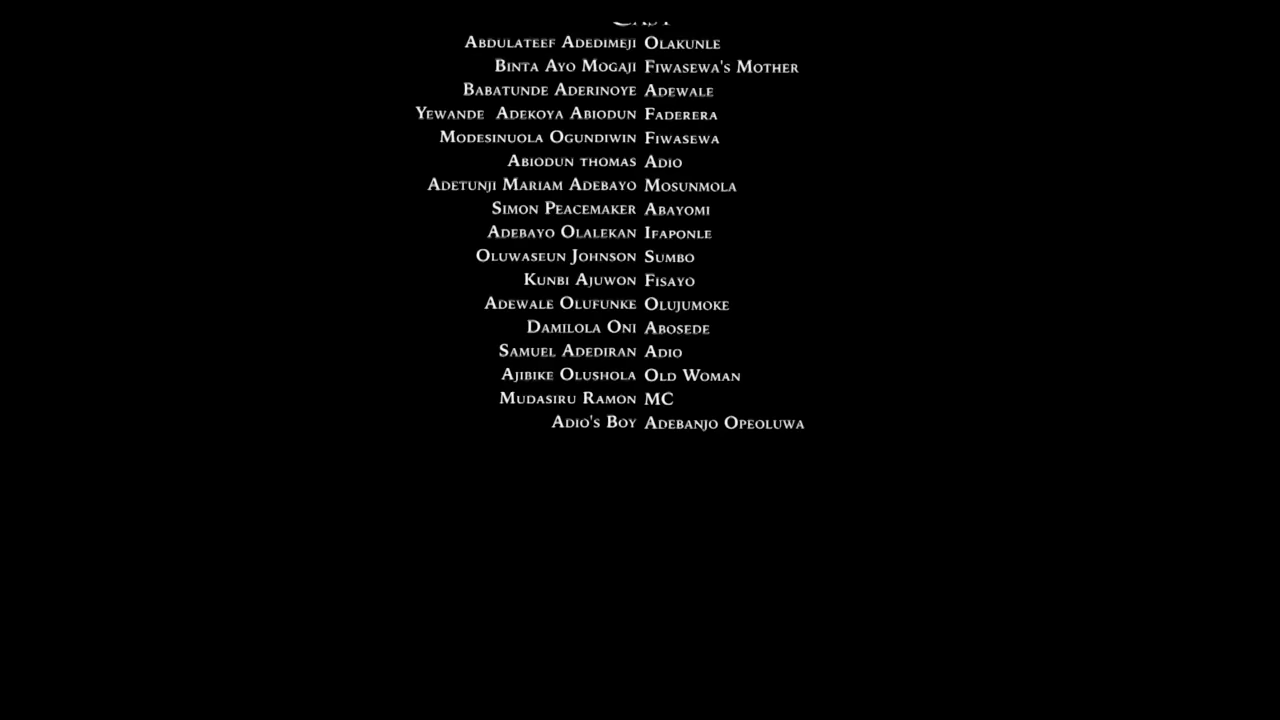 Cast
Abdulateef Adedimeji Olakunle
Binta Ayo Mogaji Fiwasewa's Mother
Babatunde Aderinoye Adewale
Yewande Adekoya Abiodun Faderera
Modesinuola Ogundiwin Fiwasewa
Abiodun thomas Adio
Adetunji Mariam Adebayo Mosunmola
Simon Peacemaker Abayomi
Adebayo Olalekan Ifaponle
Oluwaseun Johnson Sumbo
Kunbi Ajuwon Fisayo
Adewale Olufunke Olujumoke
Damilola Oni Abosede
Samuel Adediran Adio
Ajibike Olushola Old Woman
Mudasiru Ramon MC
Adio's Boy Adebanjo Opeoluwa